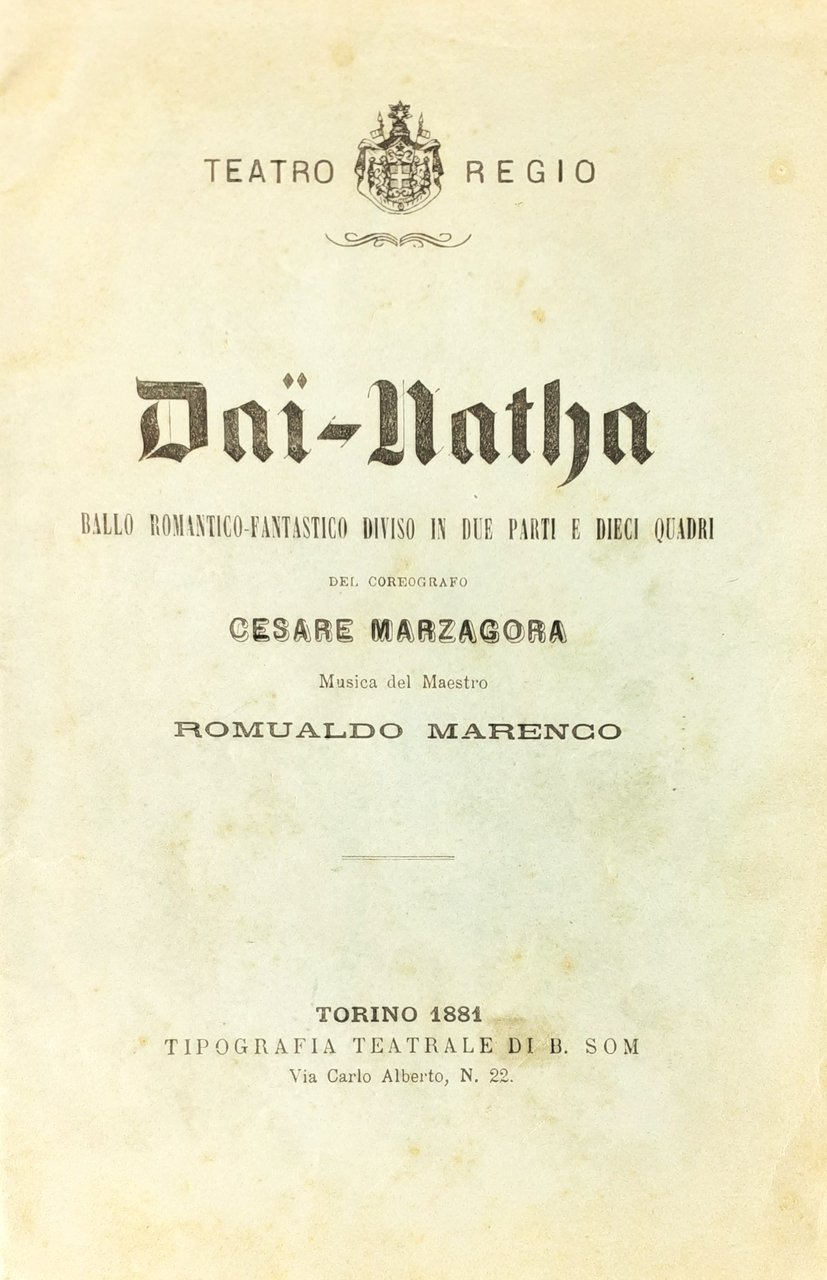 TEATRO REGIO
Daï-Natha
BALLO ROMANTICO-FANTASTICO DIVISO IN DUE PARTI E DIECI QUADRI
DEL COREOGRAFO
CESARE MARZAGORA
Musica del Maestro
ROMUALDO MARENCO
TORINO 1881
TIPOGRAFIA TEATRALE DI B. SOM
Via Carlo Alberto, N. 22.